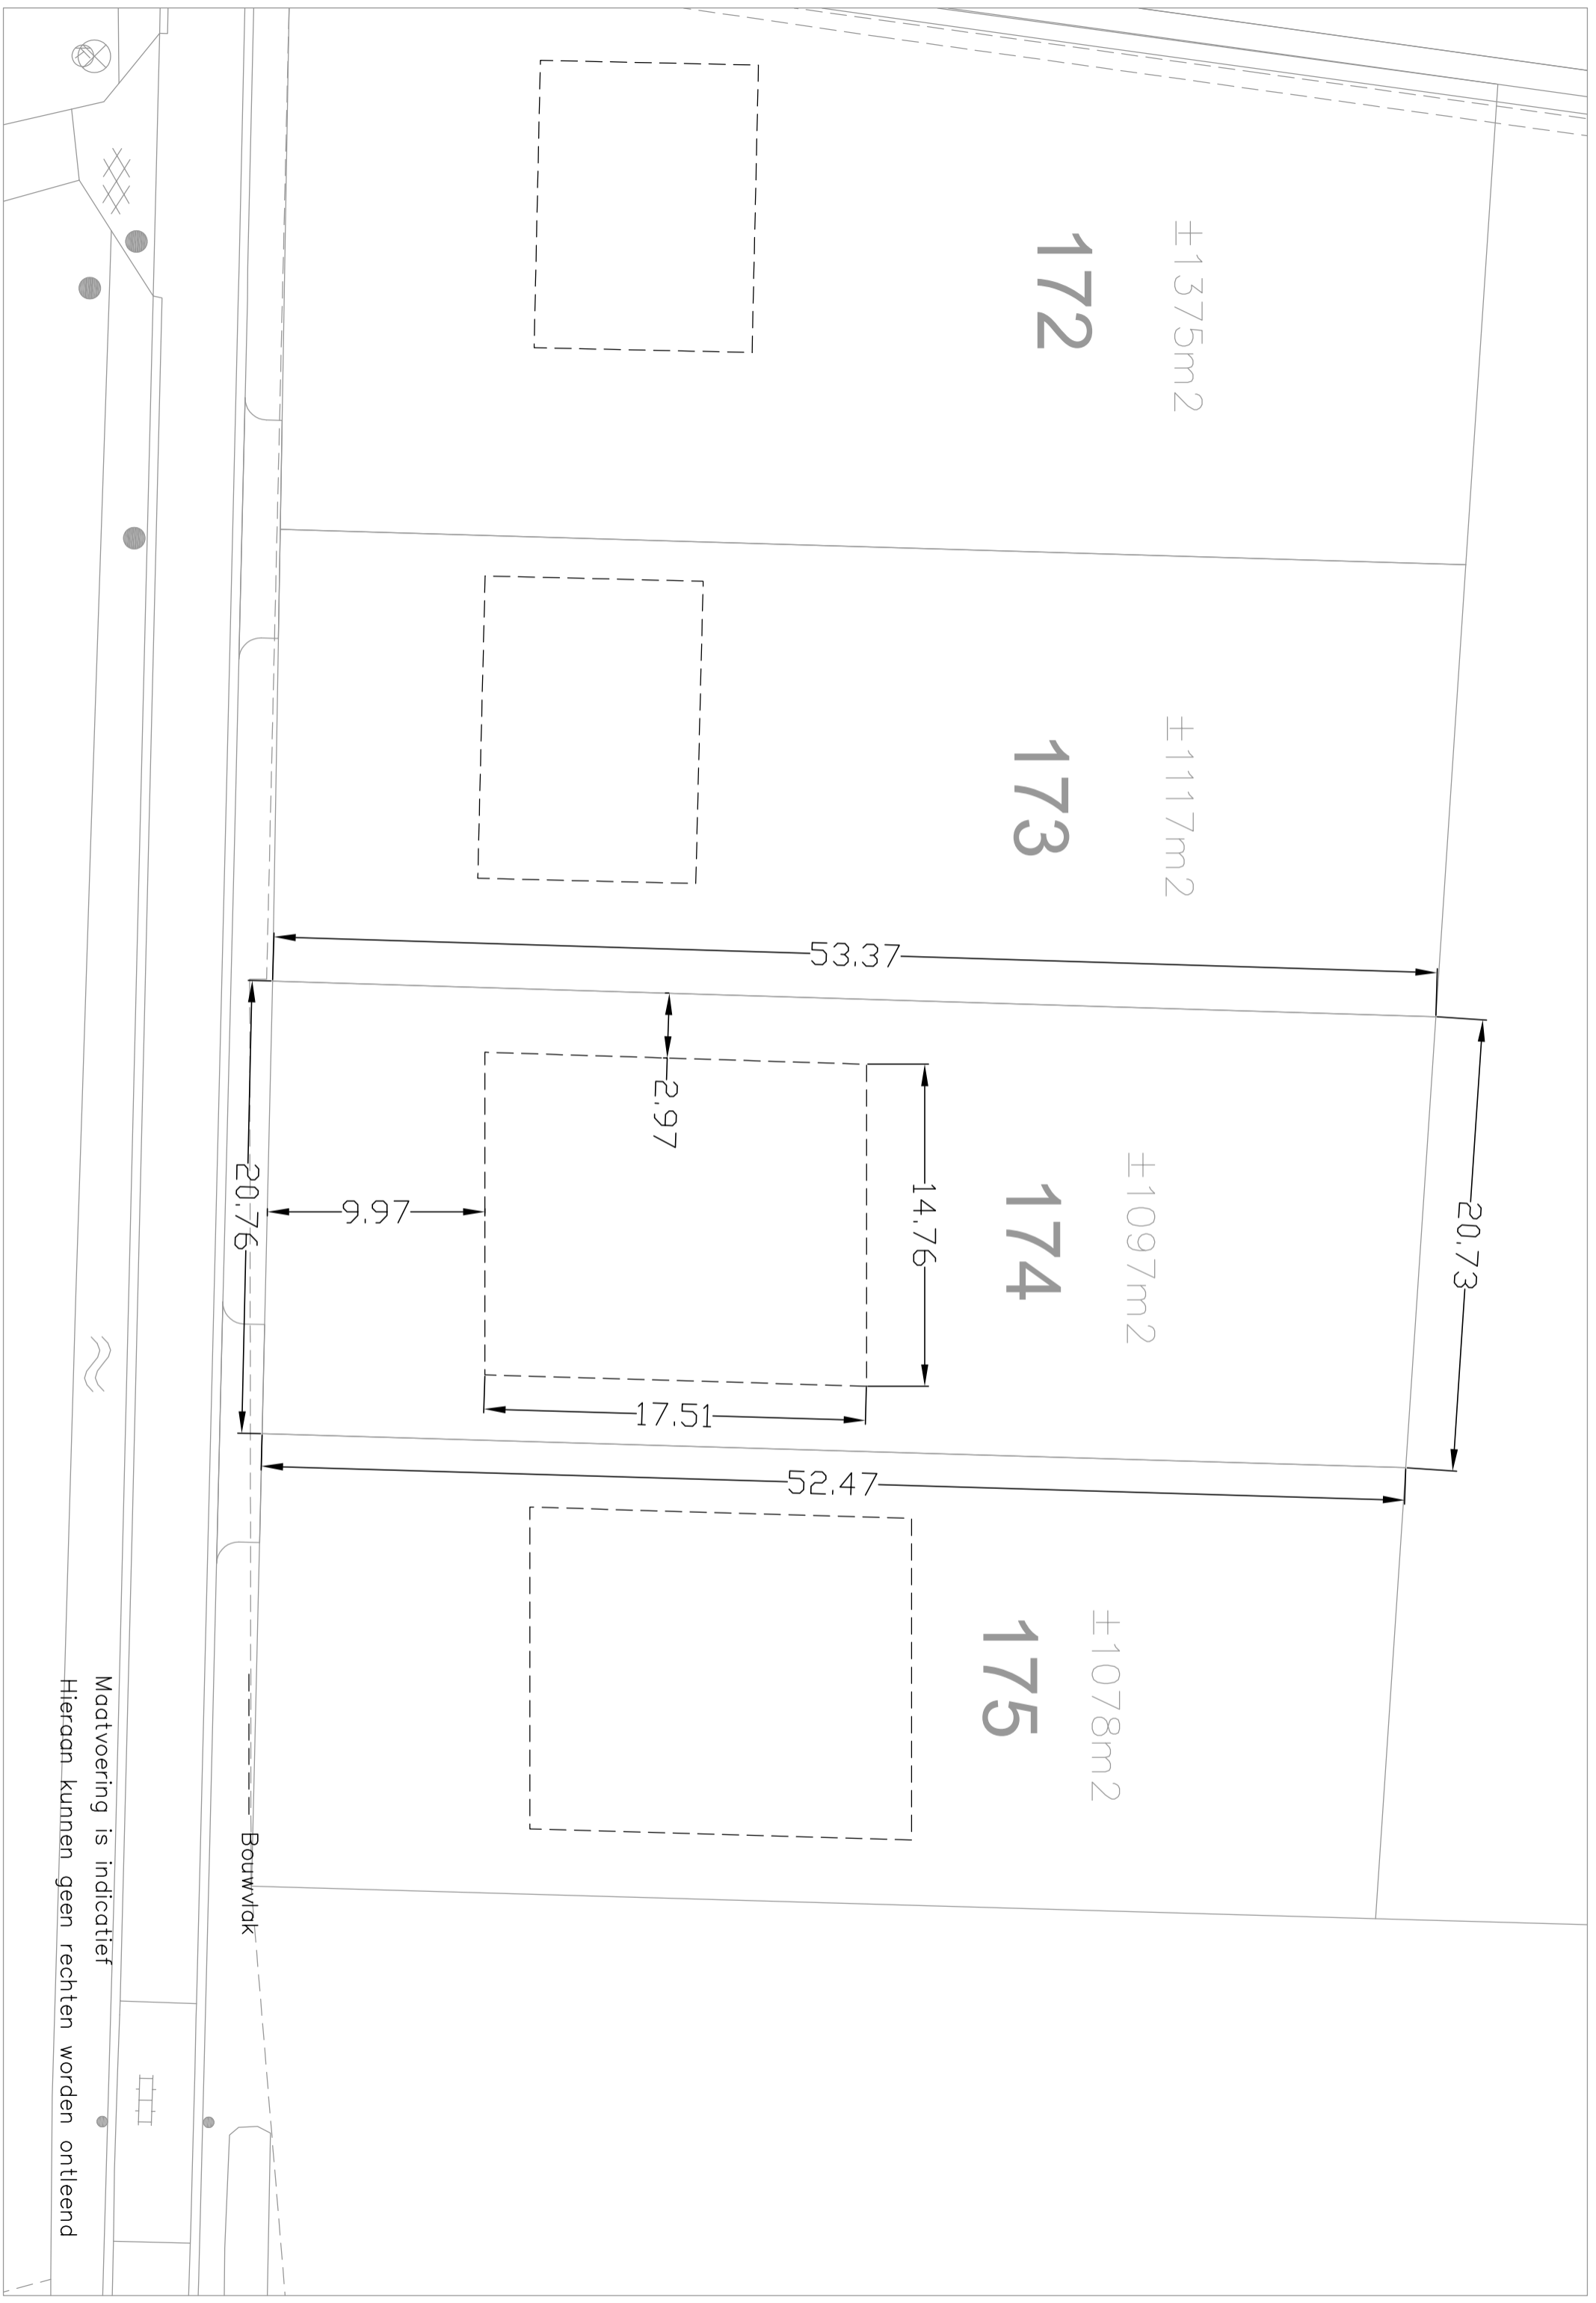 ±1375m2
172
±1117m2
173
53.37
20.73
±1097m2
174
14.76
2.97
9.97
20.76
17.51
52.47
±1078m2
175
Bouwvlak
Maatvoering is indicatief
Hieraan kunnen geen rechten worden ontleend